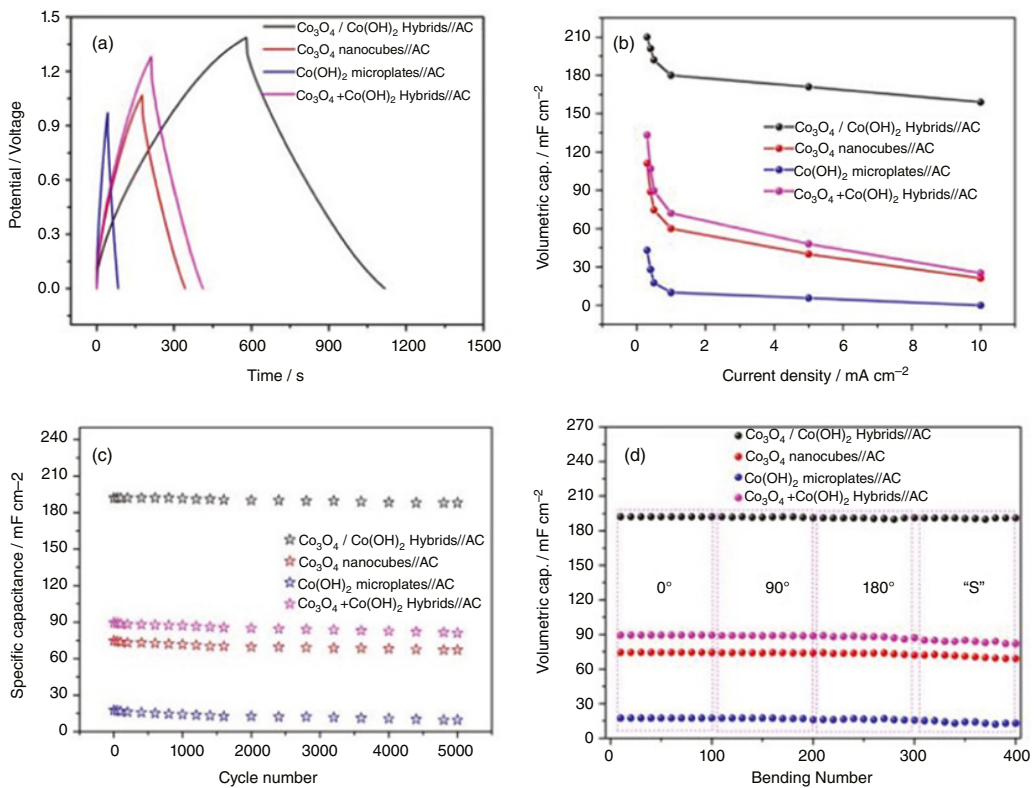 (a)
Co₃O₄ / Co(OH)₂ Hybrids//AC
Co₃O₄ nanocubes//AC
Co(OH)₂ microplates//AC
Co₃O₄ +Co(OH)₂ Hybrids//AC
Potential / Voltage
1.5
1.2
0.9
0.6
0.3
0.0
0 300 600 900 1200 1500
Time / s
(b)
Co₃O₄ / Co(OH)₂ Hybrids//AC
Co₃O₄ nanocubes//AC
Co(OH)₂ microplates//AC
Co₃O₄ +Co(OH)₂ Hybrids//AC
Volumetric cap. / mF cm⁻²
210
180
150
120
90
60
30
0
0 2 4 6 8 10
Current density / mA cm⁻²
(c)
Co₃O₄ / Co(OH)₂ Hybrids//AC
Co₃O₄ nanocubes//AC
Co(OH)₂ microplates//AC
Co₃O₄ +Co(OH)₂ Hybrids//AC
Specific capacitance / mF cm–2
240
210
180
150
120
90
60
30
0
0 1000 2000 3000 4000 5000
Cycle number
(d)
Co₃O₄ / Co(OH)₂ Hybrids//AC
Co₃O₄ nanocubes//AC
Co(OH)₂ microplates//AC
Co₃O₄ +Co(OH)₂ Hybrids//AC
0° 90° 180° “S”
Volumetric cap. / mF cm⁻²
270
240
210
180
150
120
90
60
30
0
0 100 200 300 400
Bending Number